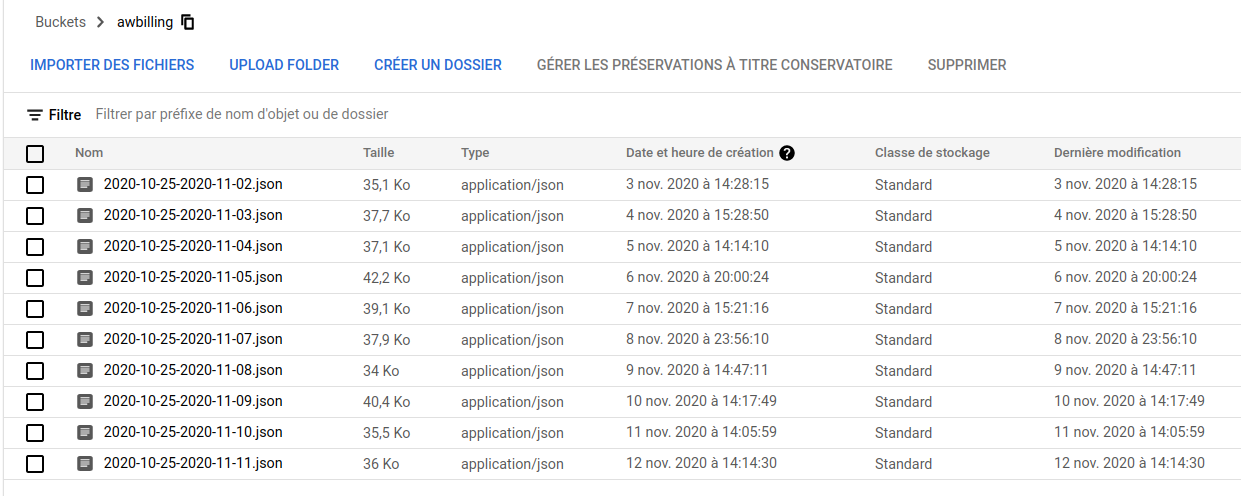 Buckets > awbilling
IMPORTER DES FICHIERS UPLOAD FOLDER CRÉER UN DOSSIER GÉRER LES PRÉSERVATIONS À TITRE CONSERVATOIRE SUPPRIMER
Filtre Filtrer par préfixe de nom d'objet ou de dossier
Nom Taille Type Date et heure de création ? Classe de stockage Dernière modification
2020-10-25-2020-11-02.json 35,1 Ko application/json 3 nov. 2020 à 14:28:15 Standard 3 nov. 2020 à 14:28:15
2020-10-25-2020-11-03.json 37,7 Ko application/json 4 nov. 2020 à 15:28:50 Standard 4 nov. 2020 à 15:28:50
2020-10-25-2020-11-04.json 37,1 Ko application/json 5 nov. 2020 à 14:14:10 Standard 5 nov. 2020 à 14:14:10
2020-10-25-2020-11-05.json 42,2 Ko application/json 6 nov. 2020 à 20:00:24 Standard 6 nov. 2020 à 20:00:24
2020-10-25-2020-11-06.json 39,1 Ko application/json 7 nov. 2020 à 15:21:16 Standard 7 nov. 2020 à 15:21:16
2020-10-25-2020-11-07.json 37,9 Ko application/json 8 nov. 2020 à 23:56:10 Standard 8 nov. 2020 à 23:56:10
2020-10-25-2020-11-08.json 34 Ko application/json 9 nov. 2020 à 14:47:11 Standard 9 nov. 2020 à 14:47:11
2020-10-25-2020-11-09.json 40,4 Ko application/json 10 nov. 2020 à 14:17:49 Standard 10 nov. 2020 à 14:17:49
2020-10-25-2020-11-10.json 35,5 Ko application/json 11 nov. 2020 à 14:05:59 Standard 11 nov. 2020 à 14:05:59
2020-10-25-2020-11-11.json 36 Ko application/json 12 nov. 2020 à 14:14:30 Standard 12 nov. 2020 à 14:14:30